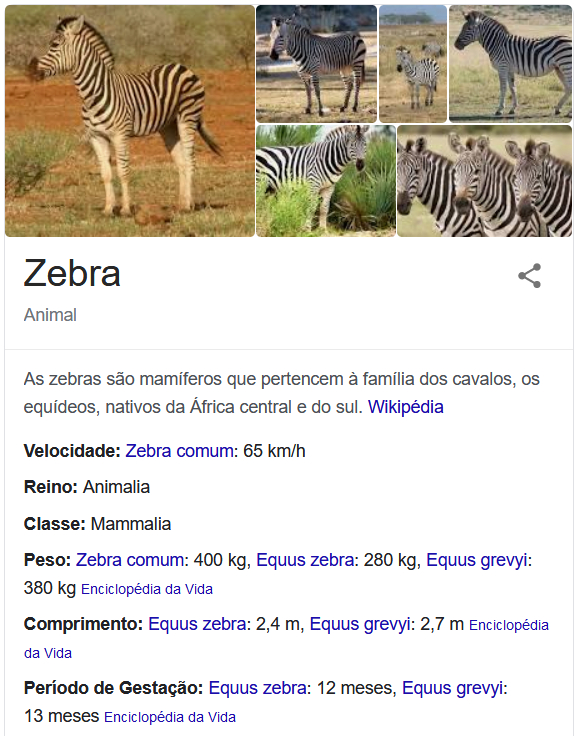 Zebra
Animal
As zebras são mamíferos que pertencem à família dos cavalos, os
equídeos, nativos da África central e do sul. Wikipédia
Velocidade: Zebra comum: 65 km/h
Reino: Animalia
Classe: Mammalia
Peso: Zebra comum: 400 kg, Equus zebra: 280 kg, Equus grevyi:
380 kg Enciclopédia da Vida
Comprimento: Equus zebra: 2,4 m, Equus grevyi: 2,7 m Enciclopédia
da Vida
Período de Gestação: Equus zebra: 12 meses, Equus grevyi:
13 meses Enciclopédia da Vida